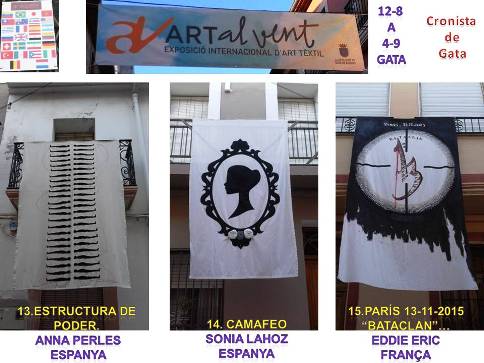 ARTal vent
EXPOSICIÓ INTERNACIONAL D'ART TÈXTIL
12-8
A
4-9
GATA
Cronista
de
Gata
13.ESTRUCTURA DE
PODER.
ANNA PERLES
ESPANYA
14. CAMAFEO
SONIA LAHOZ
ESPANYA
15.PARÍS 13-11-2015
“BATACLAN”…
EDDIE ERIC
FRANÇA